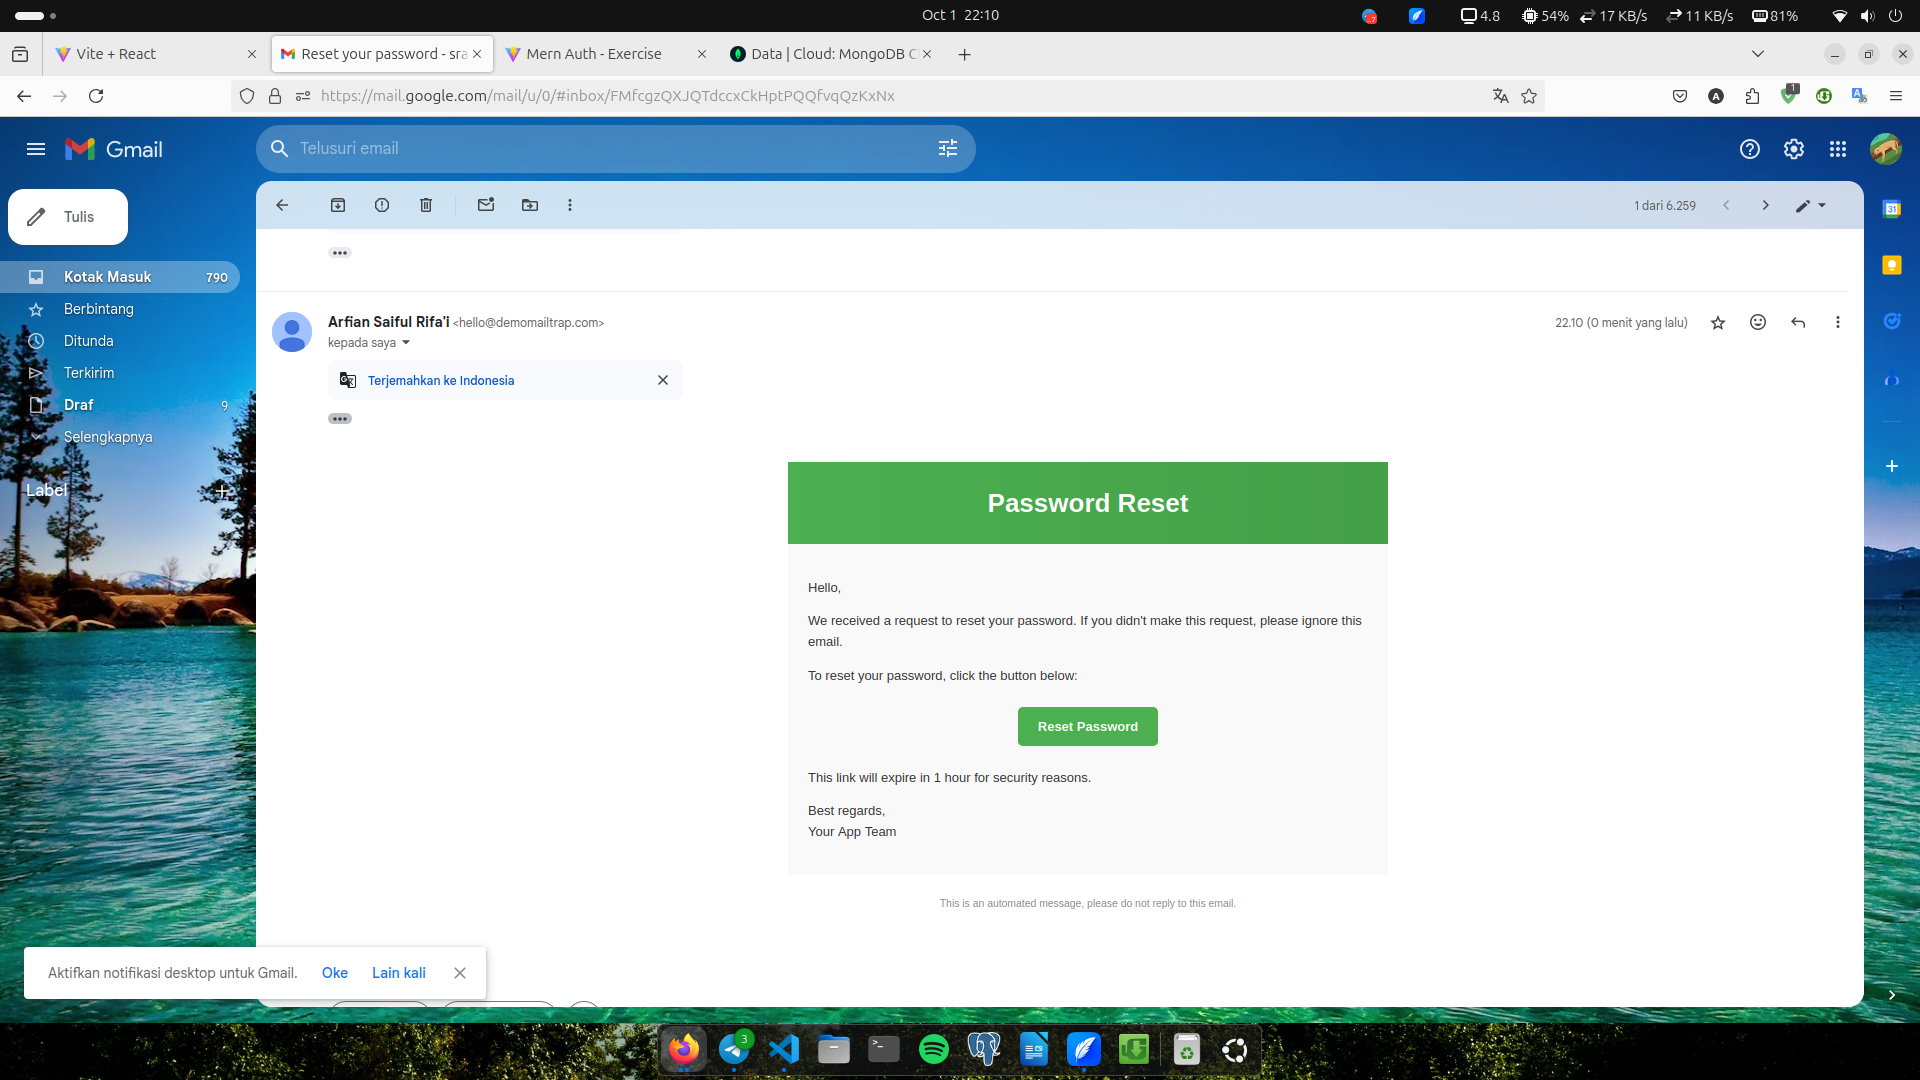 Oct 1 22:10
4.8
54%
17 KB/s
11 KB/s
81%
Vite + React
Reset your password - sra
Mern Auth - Exercise
Data | Cloud: MongoDB C
https://mail.google.com/mail/u/0/#inbox/FMfcgzQXJQTdccxCkHptPQQfvqQzKxNx
A
1
Gmail
Telusuri email
Tulis
1 dari 6.259
31
Kotak Masuk 790
Berbintang
Ditunda
Terkirim
Draf 9
Selengkapnya
Label
Arfian Saiful Rifa'i <hello@demomailtrap.com>
22.10 (0 menit yang lalu)
kepada saya
Terjemahkan ke Indonesia
Password Reset
Hello,
We received a request to reset your password. If you didn't make this request, please ignore this
email.
To reset your password, click the button below:
Reset Password
This link will expire in 1 hour for security reasons.
Best regards,
Your App Team
This is an automated message, please do not reply to this email.
Aktifkan notifikasi desktop untuk Gmail. Oke Lain kali
3